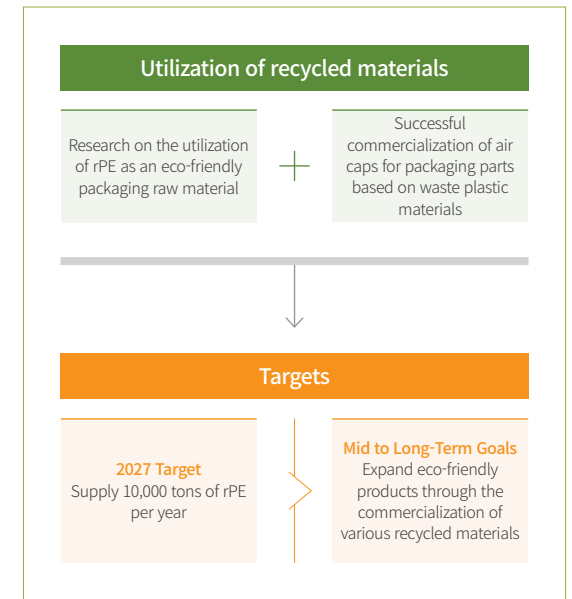 Utilization of recycled materials
Research on the utilization
of rPE as an eco-friendly
packaging raw material
Successful
commercialization of air
caps for packaging parts
based on waste plastic
materials
Targets
2027 Target
Supply 10,000 tons of rPE
per year
Mid to Long-Term Goals
Expand eco-friendly
products through the
commercialization of
various recycled materials